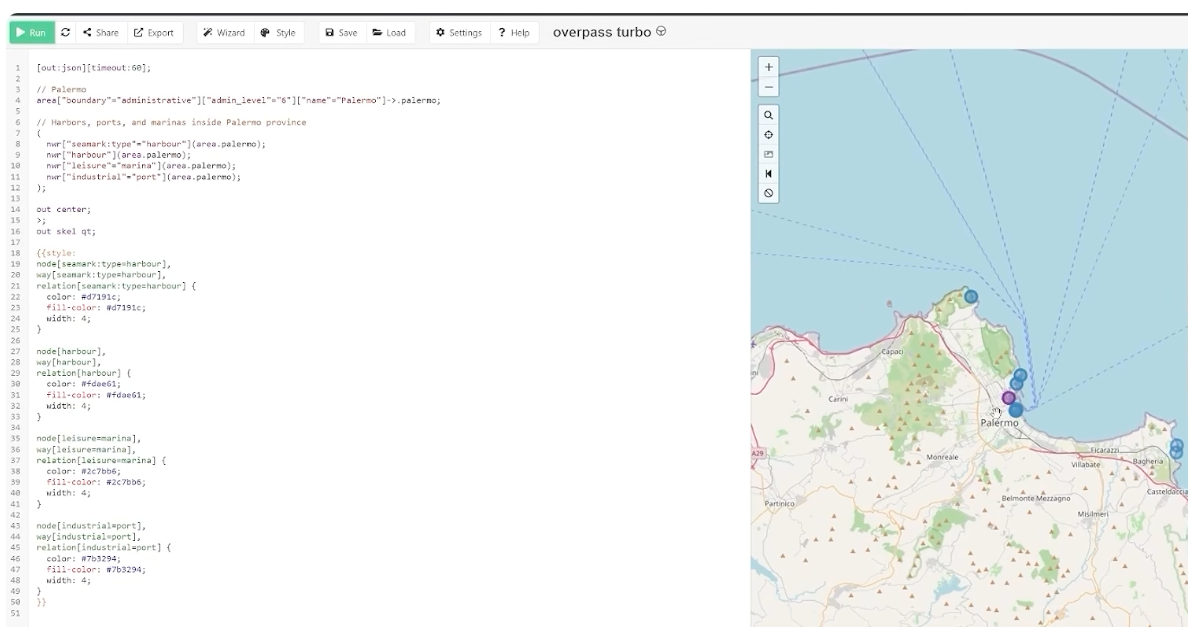 Run Share Export Wizard Style Save Load Settings ? Help overpass turbo
1 [out:json][timeout:60];
2
3 // Palermo
4 area["boundary"="administrative"]["admin_level"="6"]["name"="Palermo"]->.palermo;
5
6 // Harbors, ports, and marinas inside Palermo province
7 (
8 nwr["seamark:type"="harbour"](area.palermo);
9 nwr["harbour"](area.palermo);
10 nwr["leisure"="marina"](area.palermo);
11 nwr["industrial"="port"](area.palermo);
12 );
13
14 out center;
15 >;
16 out skel qt;
17
18 {{style:
19 node[seamark:type=harbour],
20 way[seamark:type=harbour],
21 relation[seamark:type=harbour] {
22 color: #d7191c;
23 fill-color: #d7191c;
24 width: 4;
25 }
26
27 node[harbour],
28 way[harbour],
29 relation[harbour] {
30 color: #fdae61;
31 fill-color: #fdae61;
32 width: 4;
33 }
34
35 node[leisure=marina],
36 way[leisure=marina],
37 relation[leisure=marina] {
38 color: #2c7bb6;
39 fill-color: #2c7bb6;
40 width: 4;
41 }
42
43 node[industrial=port],
44 way[industrial=port],
45 relation[industrial=port] {
46 color: #7b3294;
47 fill-color: #7b3294;
48 width: 4;
49 }
50 }}
51
+
−
Capaci
Carini
Palermo
A29
Monreale
Ficarazzi
Villabate
Bagheria
Casteldaccia
Partinico
Belmonte Mezzagno
Misilmeri